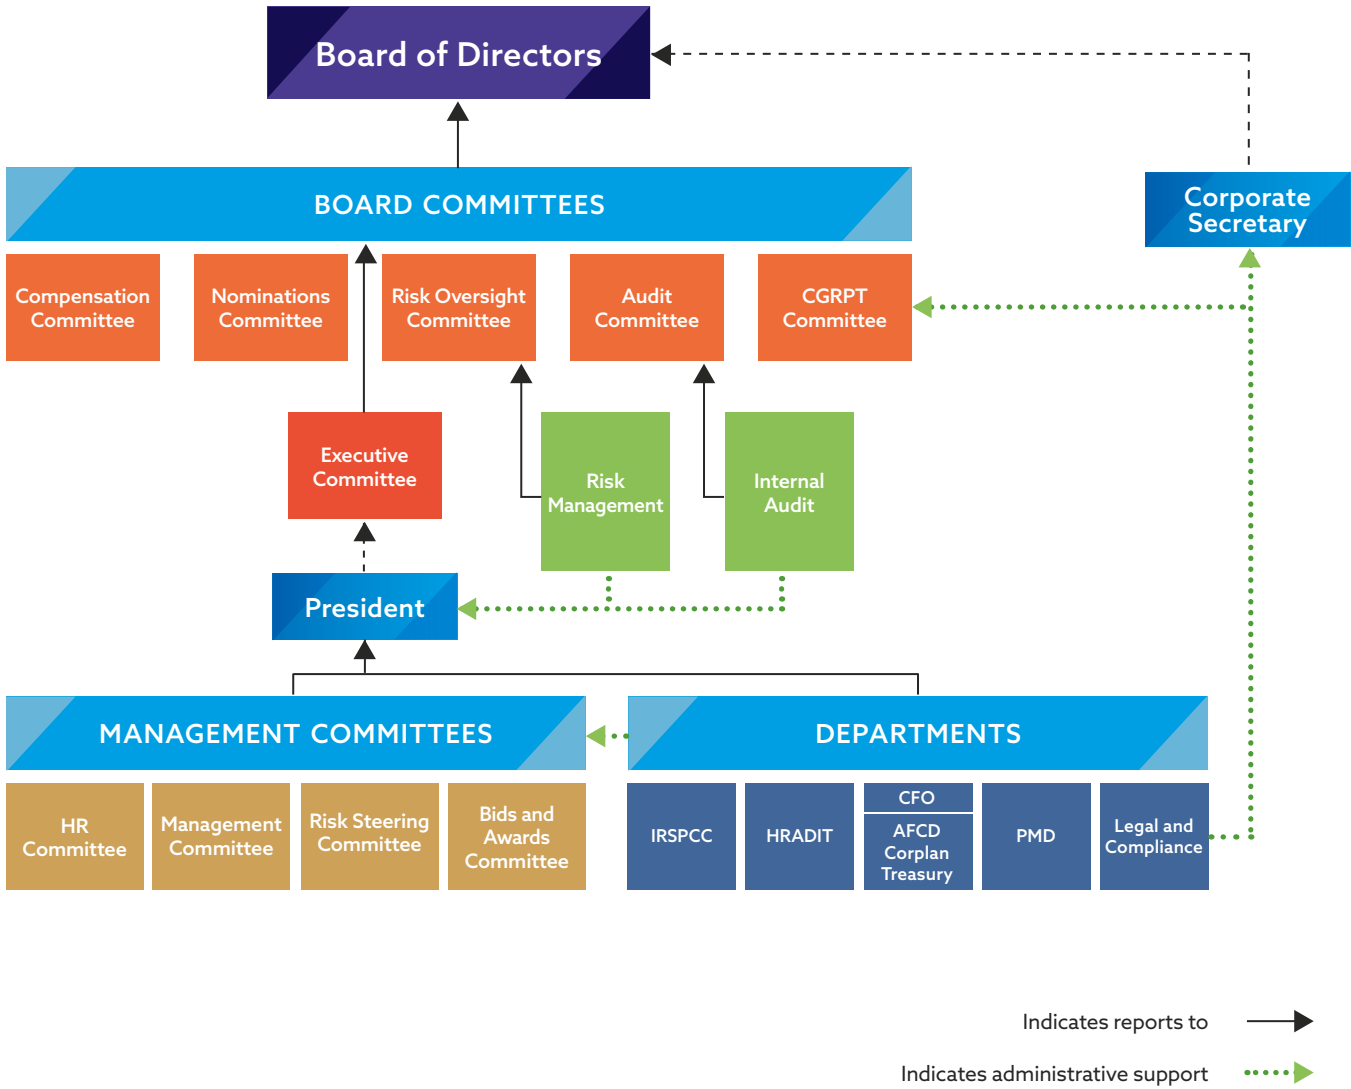 Board of Directors
BOARD COMMITTEES
Corporate
Secretary
Compensation
Committee
Nominations
Committee
Risk Oversight
Committee
Audit
Committee
CGRPT
Committee
Executive
Committee
Risk
Management
Internal
Audit
President
MANAGEMENT COMMITTEES
DEPARTMENTS
HR
Committee
Management
Committee
Risk Steering
Committee
Bids and
Awards
Committee
IRSPCC
HRADIT
CFO
AFCD
Corplan
Treasury
PMD
Legal and
Compliance
Indicates reports to
Indicates administrative support